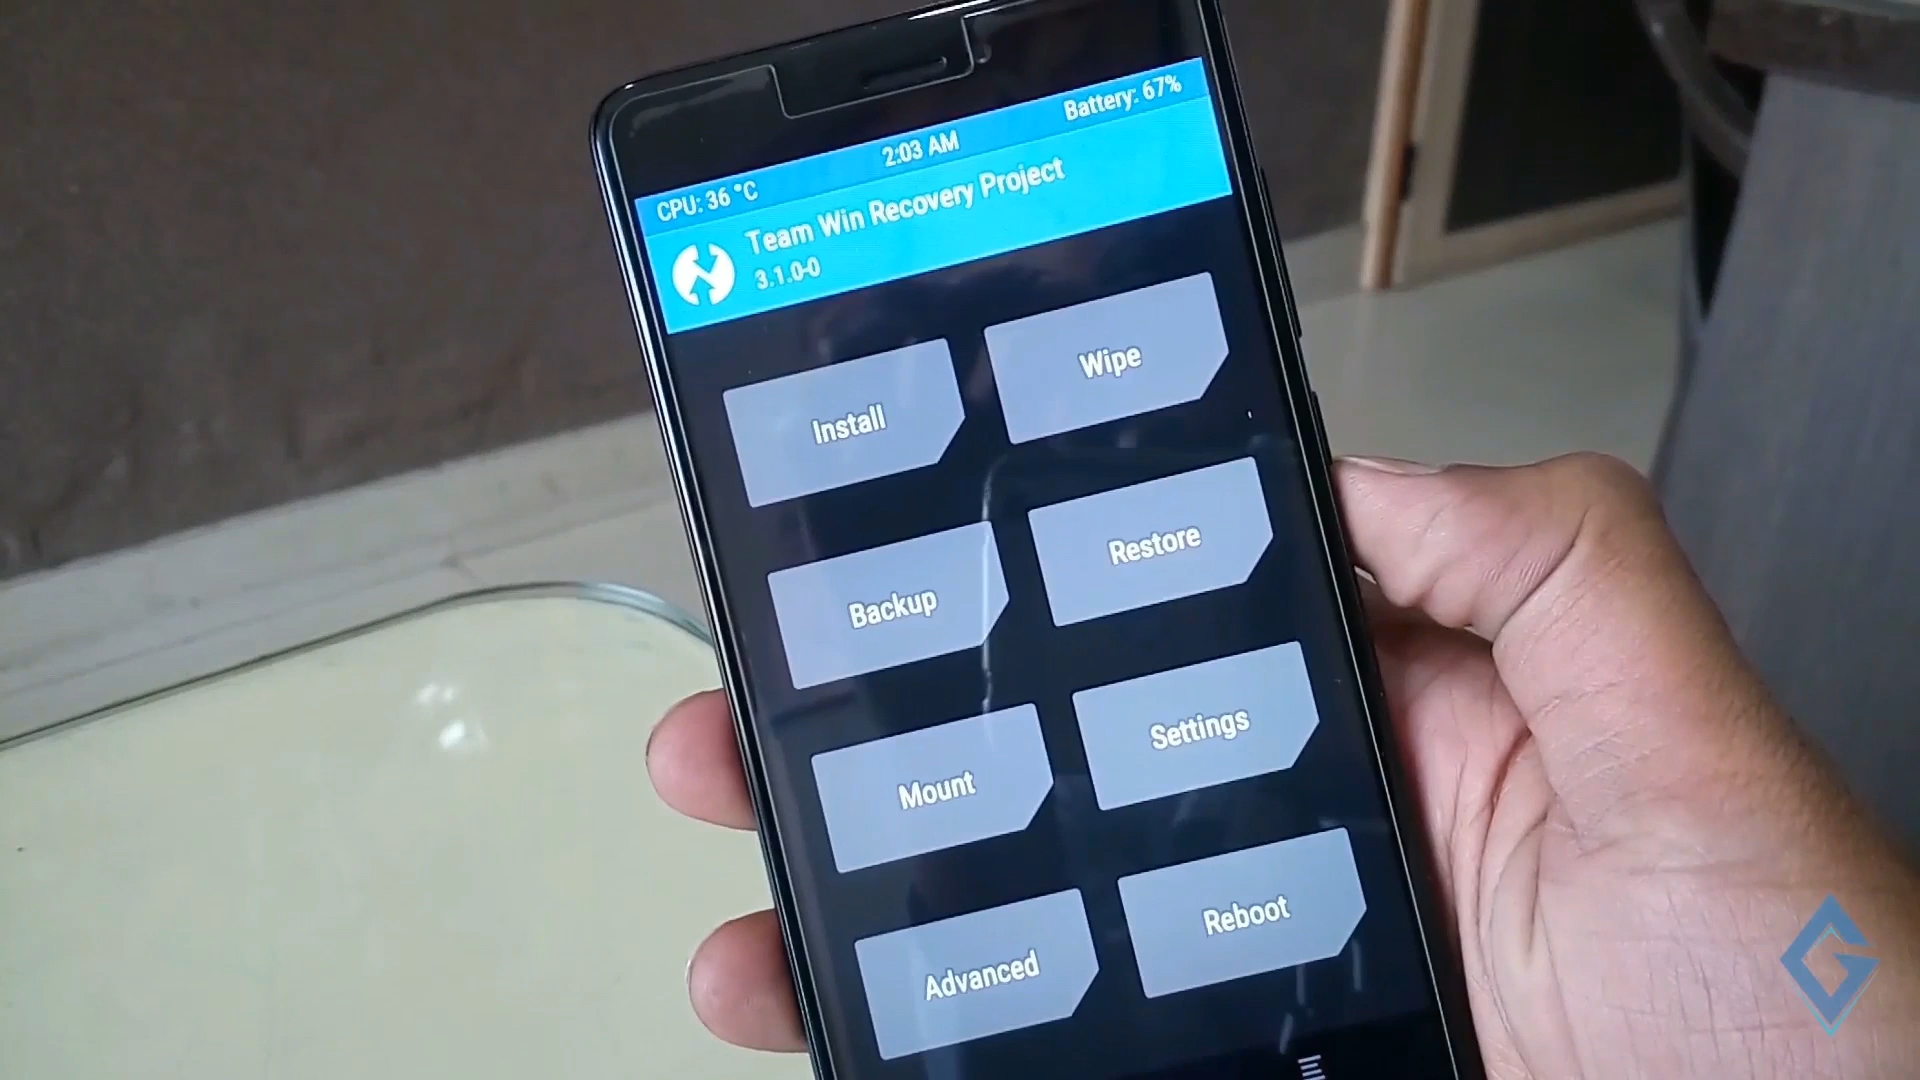 CPU: 36 °C
2:03 AM
Battery: 67%
Team Win Recovery Project
3.1.0-0
Install
Wipe
Backup
Restore
Mount
Settings
Advanced
Reboot